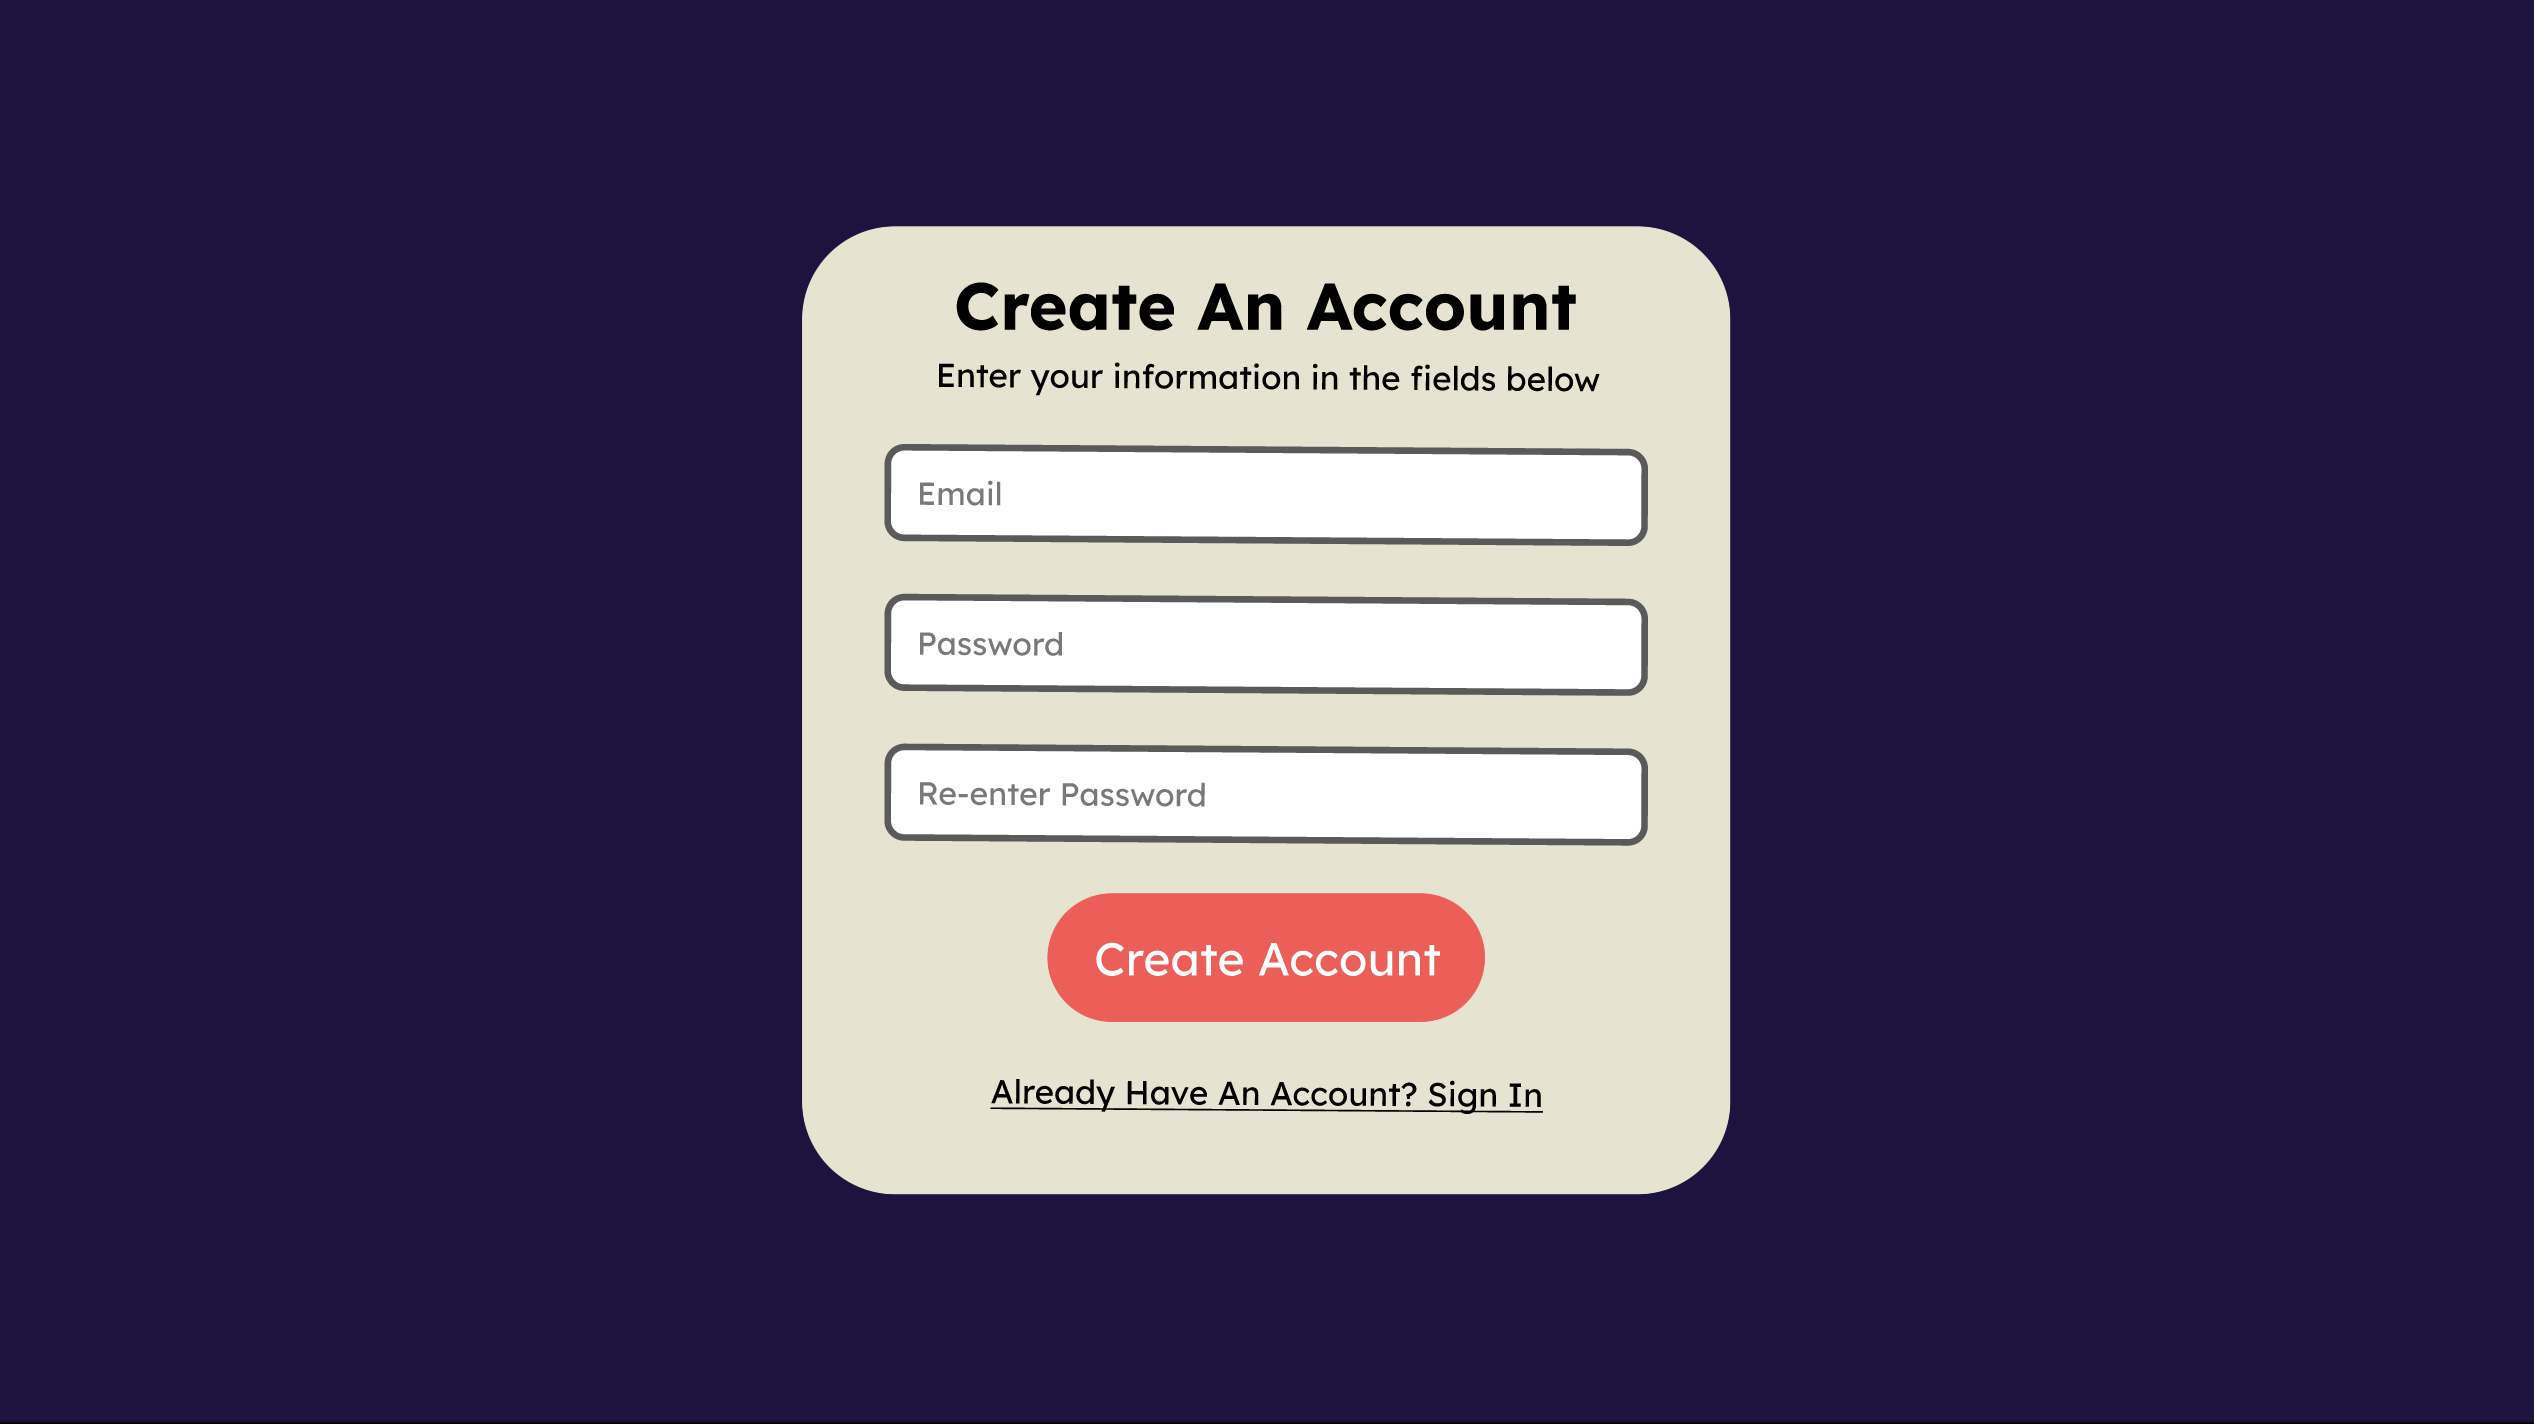 Create An Account
Enter your information in the fields below
Email
Password
Re-enter Password
Create Account
Already Have An Account? Sign In